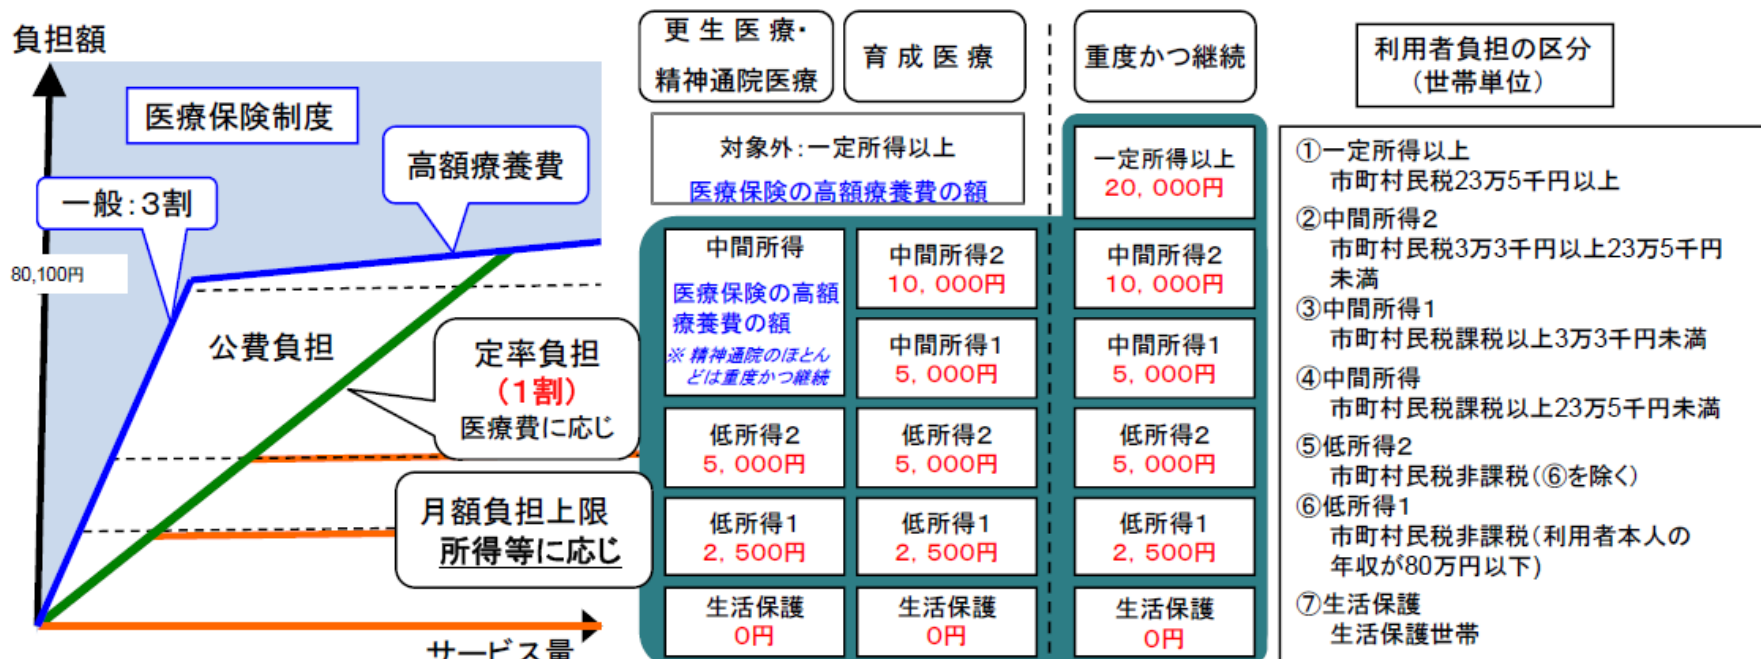 負担額
医療保険制度
高額療養費
一般：3割
80,100円
公費負担
定率負担
（1割）
医療費に応じ
月額負担上限
所得等に応じ
サービス量
更生医療・
精神通院医療
育成医療
重度かつ継続
対象外：一定所得以上
医療保険の高額療養費の額
一定所得以上
20，000円
中間所得
医療保険の高額
療養費の額
※精神通院のほとん
どは重度かつ継続
中間所得2
10，000円
中間所得2
10，000円
中間所得1
5，000円
中間所得1
5，000円
低所得2
5，000円
低所得2
5，000円
低所得2
5，000円
低所得1
2，500円
低所得1
2，500円
低所得1
2，500円
生活保護
0円
生活保護
0円
生活保護
0円
利用者負担の区分
（世帯単位）
①一定所得以上
市町村民税23万5千円以上
②中間所得2
市町村民税3万3千円以上23万5千円
未満
③中間所得1
市町村民税課税以上3万3千円未満
④中間所得
市町村民税課税以上23万5千円未満
⑤低所得2
市町村民税非課税（⑥を除く）
⑥低所得1
市町村民税非課税（利用者本人の
年収が80万円以下）
⑦生活保護
生活保護世帯